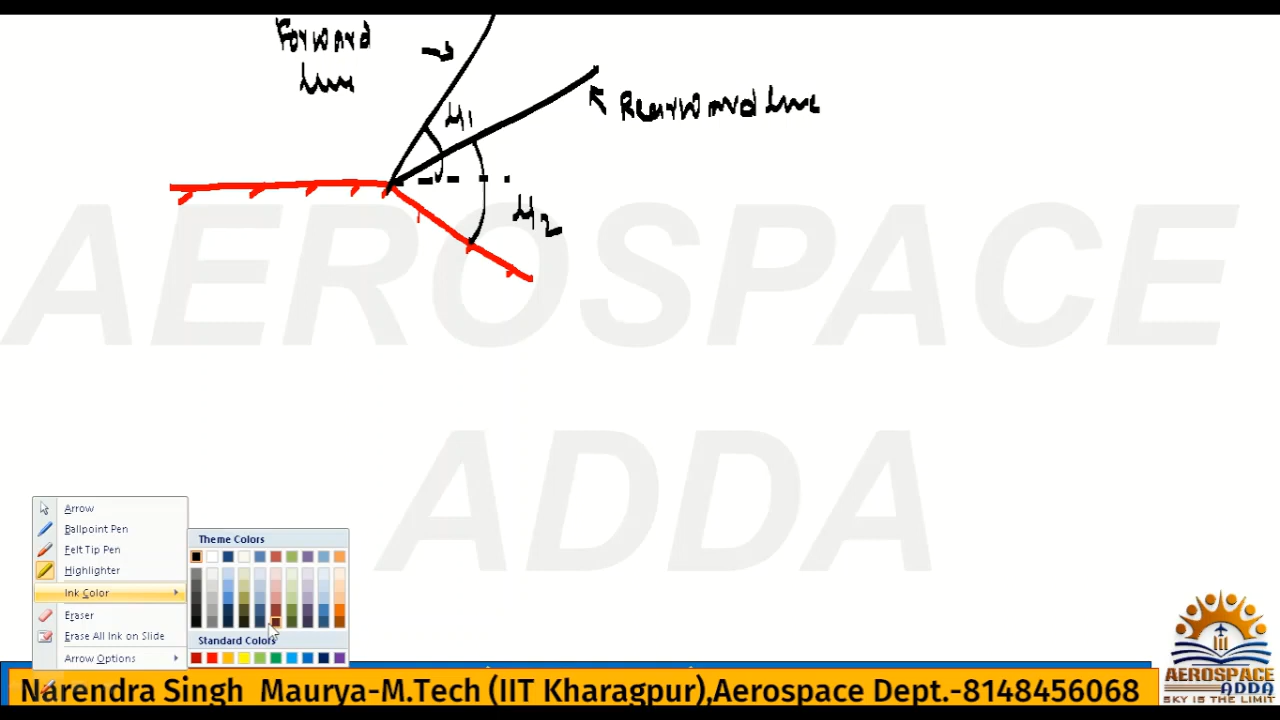 Forward
line
μ1
Rearward line
μ2
AEROSPACE
ADDA
Arrow
Ballpoint Pen
Felt Tip Pen
Highlighter
Ink Color
Eraser
Erase All Ink on Slide
Arrow Options
Theme Colors
Standard Colors
AEROSPACE
ADDA
SKY IS THE LIMIT
Narendra Singh Maurya-M.Tech (IIT Kharagpur),Aerospace Dept.-8148456068